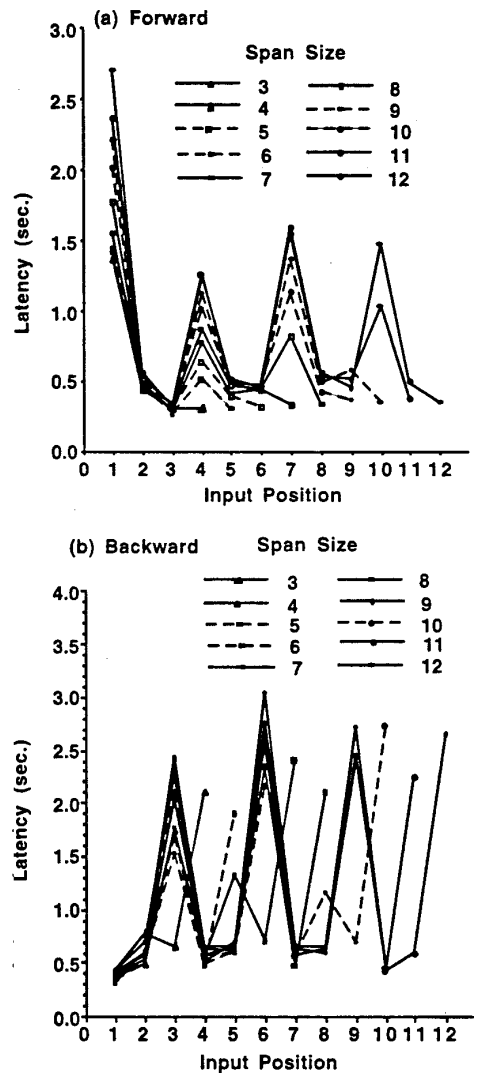 (a) Forward
3.0
Span Size
3 8
2.5
4 9
5 10
6 11
2.0
7 12
Latency (sec.)
1.5
1.0
0.5
0.0
0 1 2 3 4 5 6 7 8 9 10 11 12
Input Position
(b) Backward Span Size
4.0
3 8
3.5
4 9
5 10
6 11
3.0
7 12
2.5
Latency (sec.)
2.0
1.5
1.0
0.5
0.0
0 1 2 3 4 5 6 7 8 9 10 11 12
Input Position